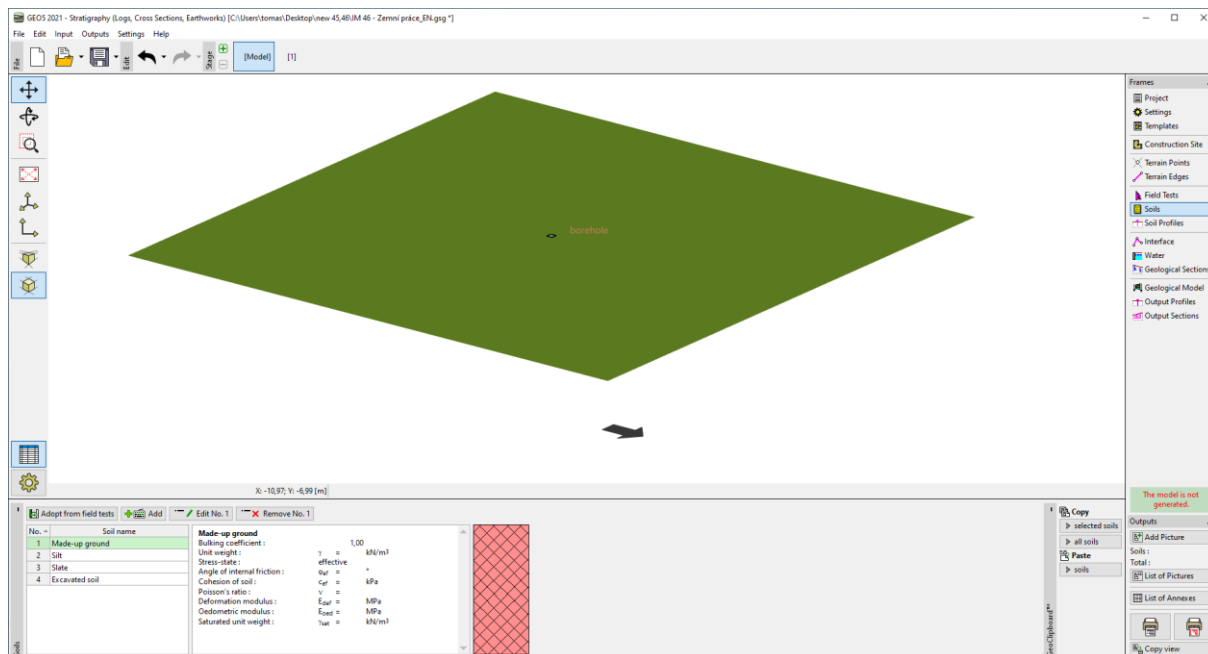 GEO5 2021 - Stratigraphy (Logs, Cross Sections, Earthworks) [C:\Users\tomas\Desktop\new 45,46\IM 46 - Zemní práce_EN.gsg *]
File Edit Input Outputs Settings Help
File
Edit
Stage
[Model]
[1]
borehole
X: -10,97; Y: -6,99 [m]
Frames
Project
Settings
Templates
Construction Site
Terrain Points
Terrain Edges
Field Tests
Soils
Soil Profiles
Interface
Water
Geological Sections
Geological Model
Output Profiles
Output Sections
The model is not
generated.
Outputs
Add Picture
Soils :
Total :
List of Pictures
List of Annexes
Copy view
Adopt from field tests Add Edit No. 1 Remove No. 1
No. Soil name
1 Made-up ground
2 Silt
3 Slate
4 Excavated soil
Made-up ground
Bulking coefficient : 1,00
Unit weight : γ = kN/m³
Stress-state : effective
Angle of internal friction : φef = °
Cohesion of soil : cef = kPa
Poisson's ratio : ν =
Deformation modulus : Edef = MPa
Oedometric modulus : Eoed = MPa
Saturated unit weight : γsat = kN/m³
Copy
selected soils
all soils
Paste
soils
GeoClipboard™